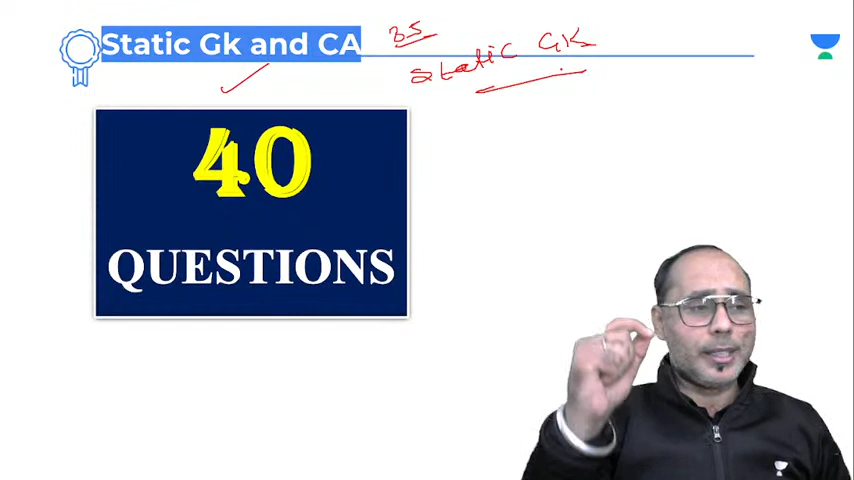 Static Gk and CA
35
Static GK
40
QUESTIONS